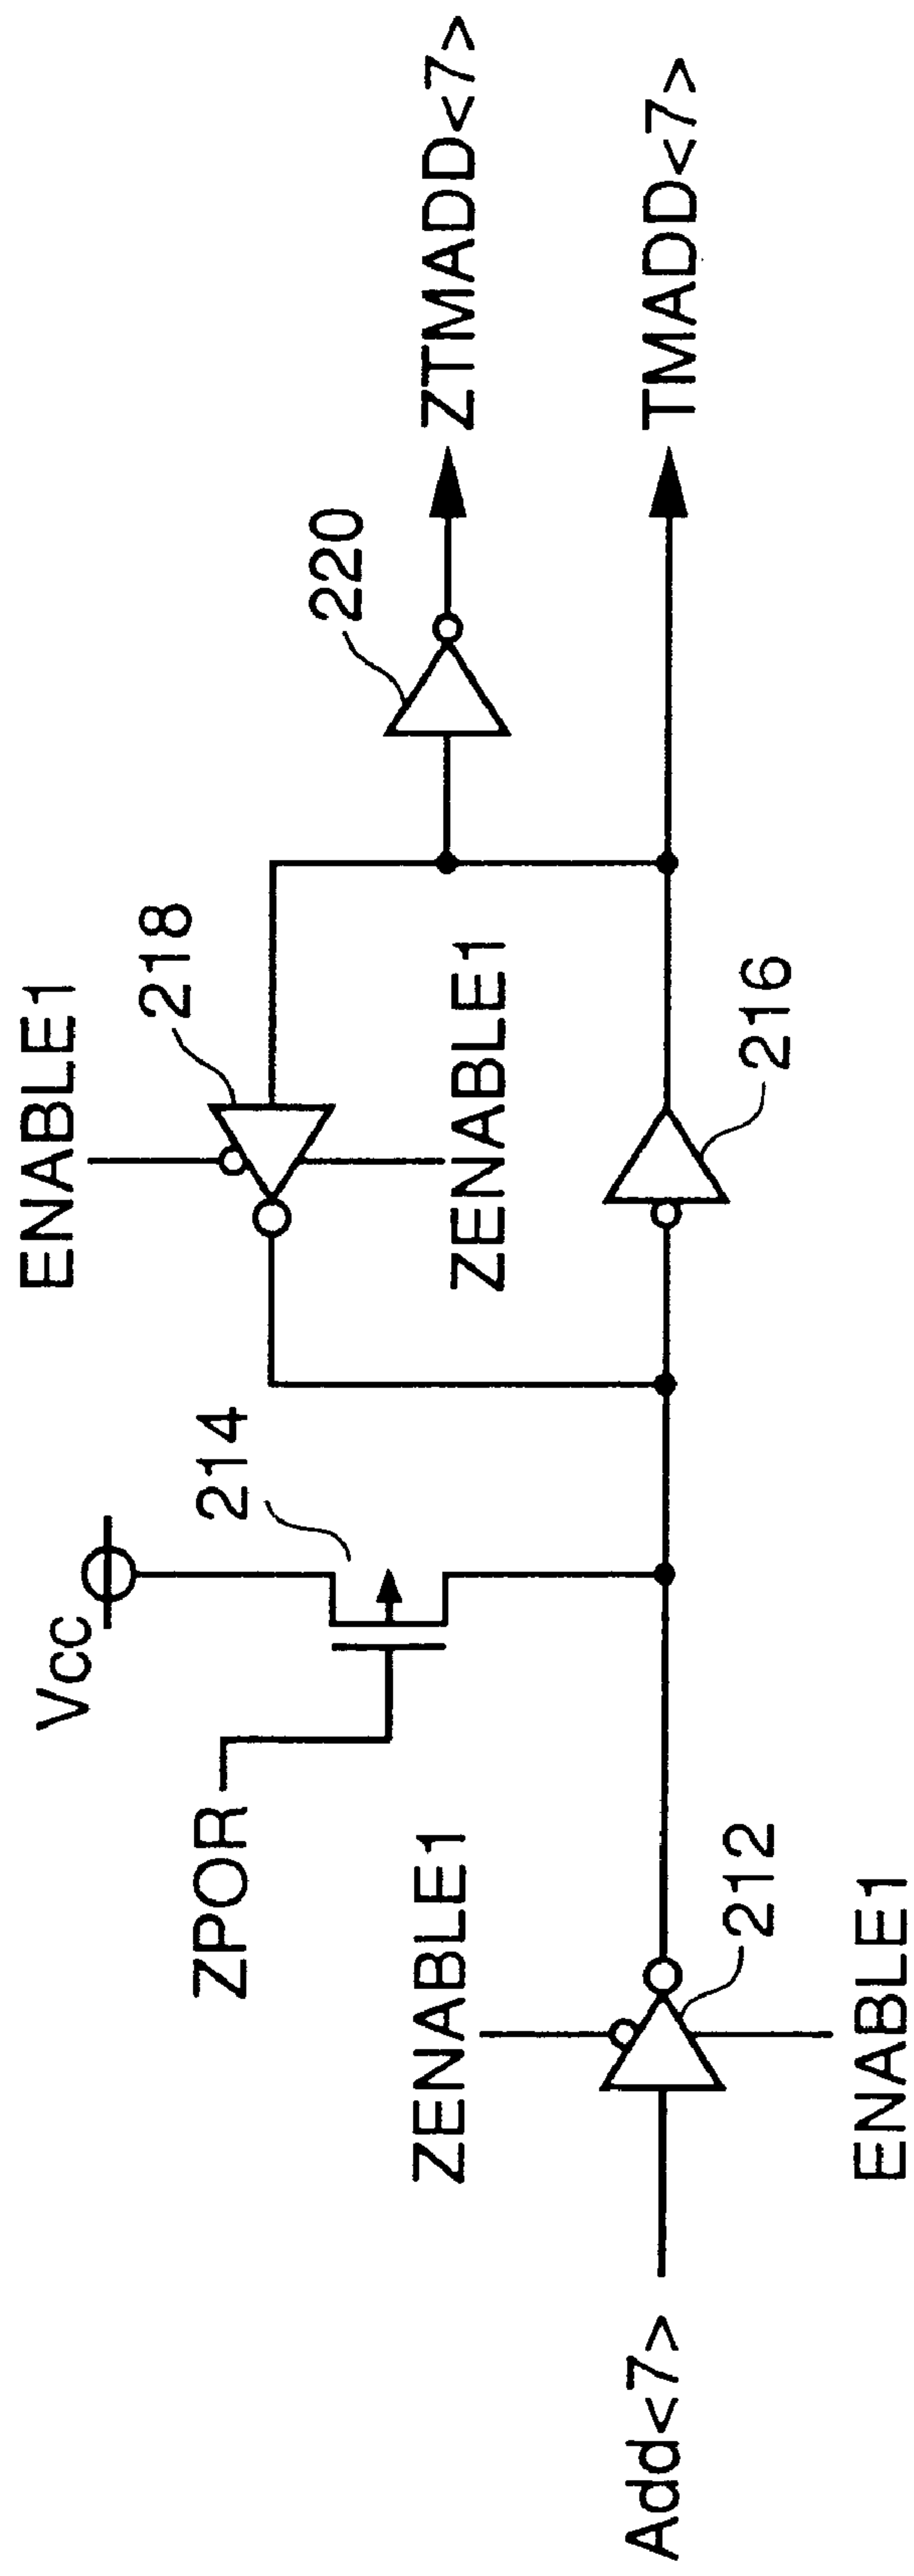 Vcc
ENABLE1
ZPOR
214
218
220
ZTMADD<7>
ZENABLE1
ZENABLE1
TMADD<7>
Add<7>
212
216
ENABLE1